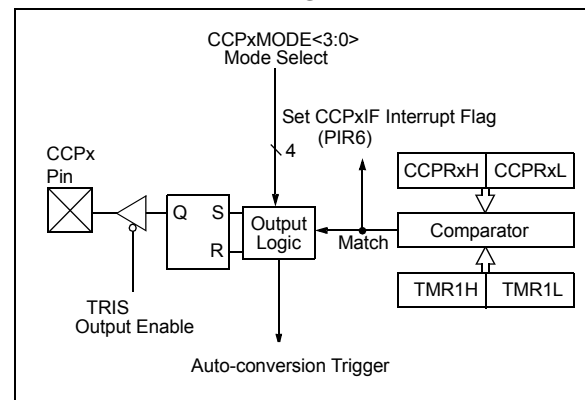 CCPxMODE<3:0>
Mode Select
Set CCPxIF Interrupt Flag
(PIR6)
4
CCPx
Pin
CCPRxH CCPRxL
Q S
R
Output
Logic
Match
Comparator
TMR1H TMR1L
TRIS
Output Enable
Auto-conversion Trigger